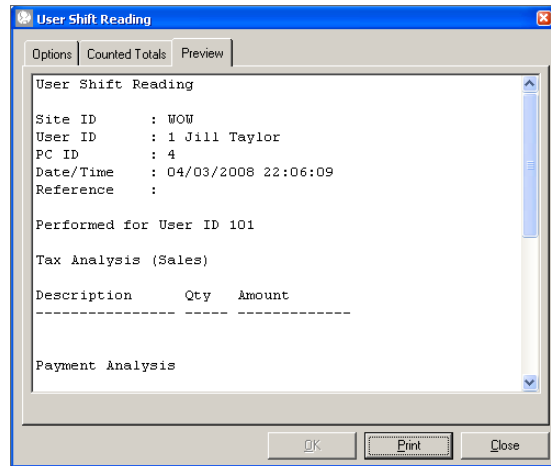 User Shift Reading
Options Counted Totals Preview
User Shift Reading
Site ID : WOW
User ID : 1 Jill Taylor
PC ID : 4
Date/Time : 04/03/2008 22:06:09
Reference :
Performed for User ID 101
Tax Analysis (Sales)
Description Qty Amount
---------------- ----- -------------
Payment Analysis
OK Print Close